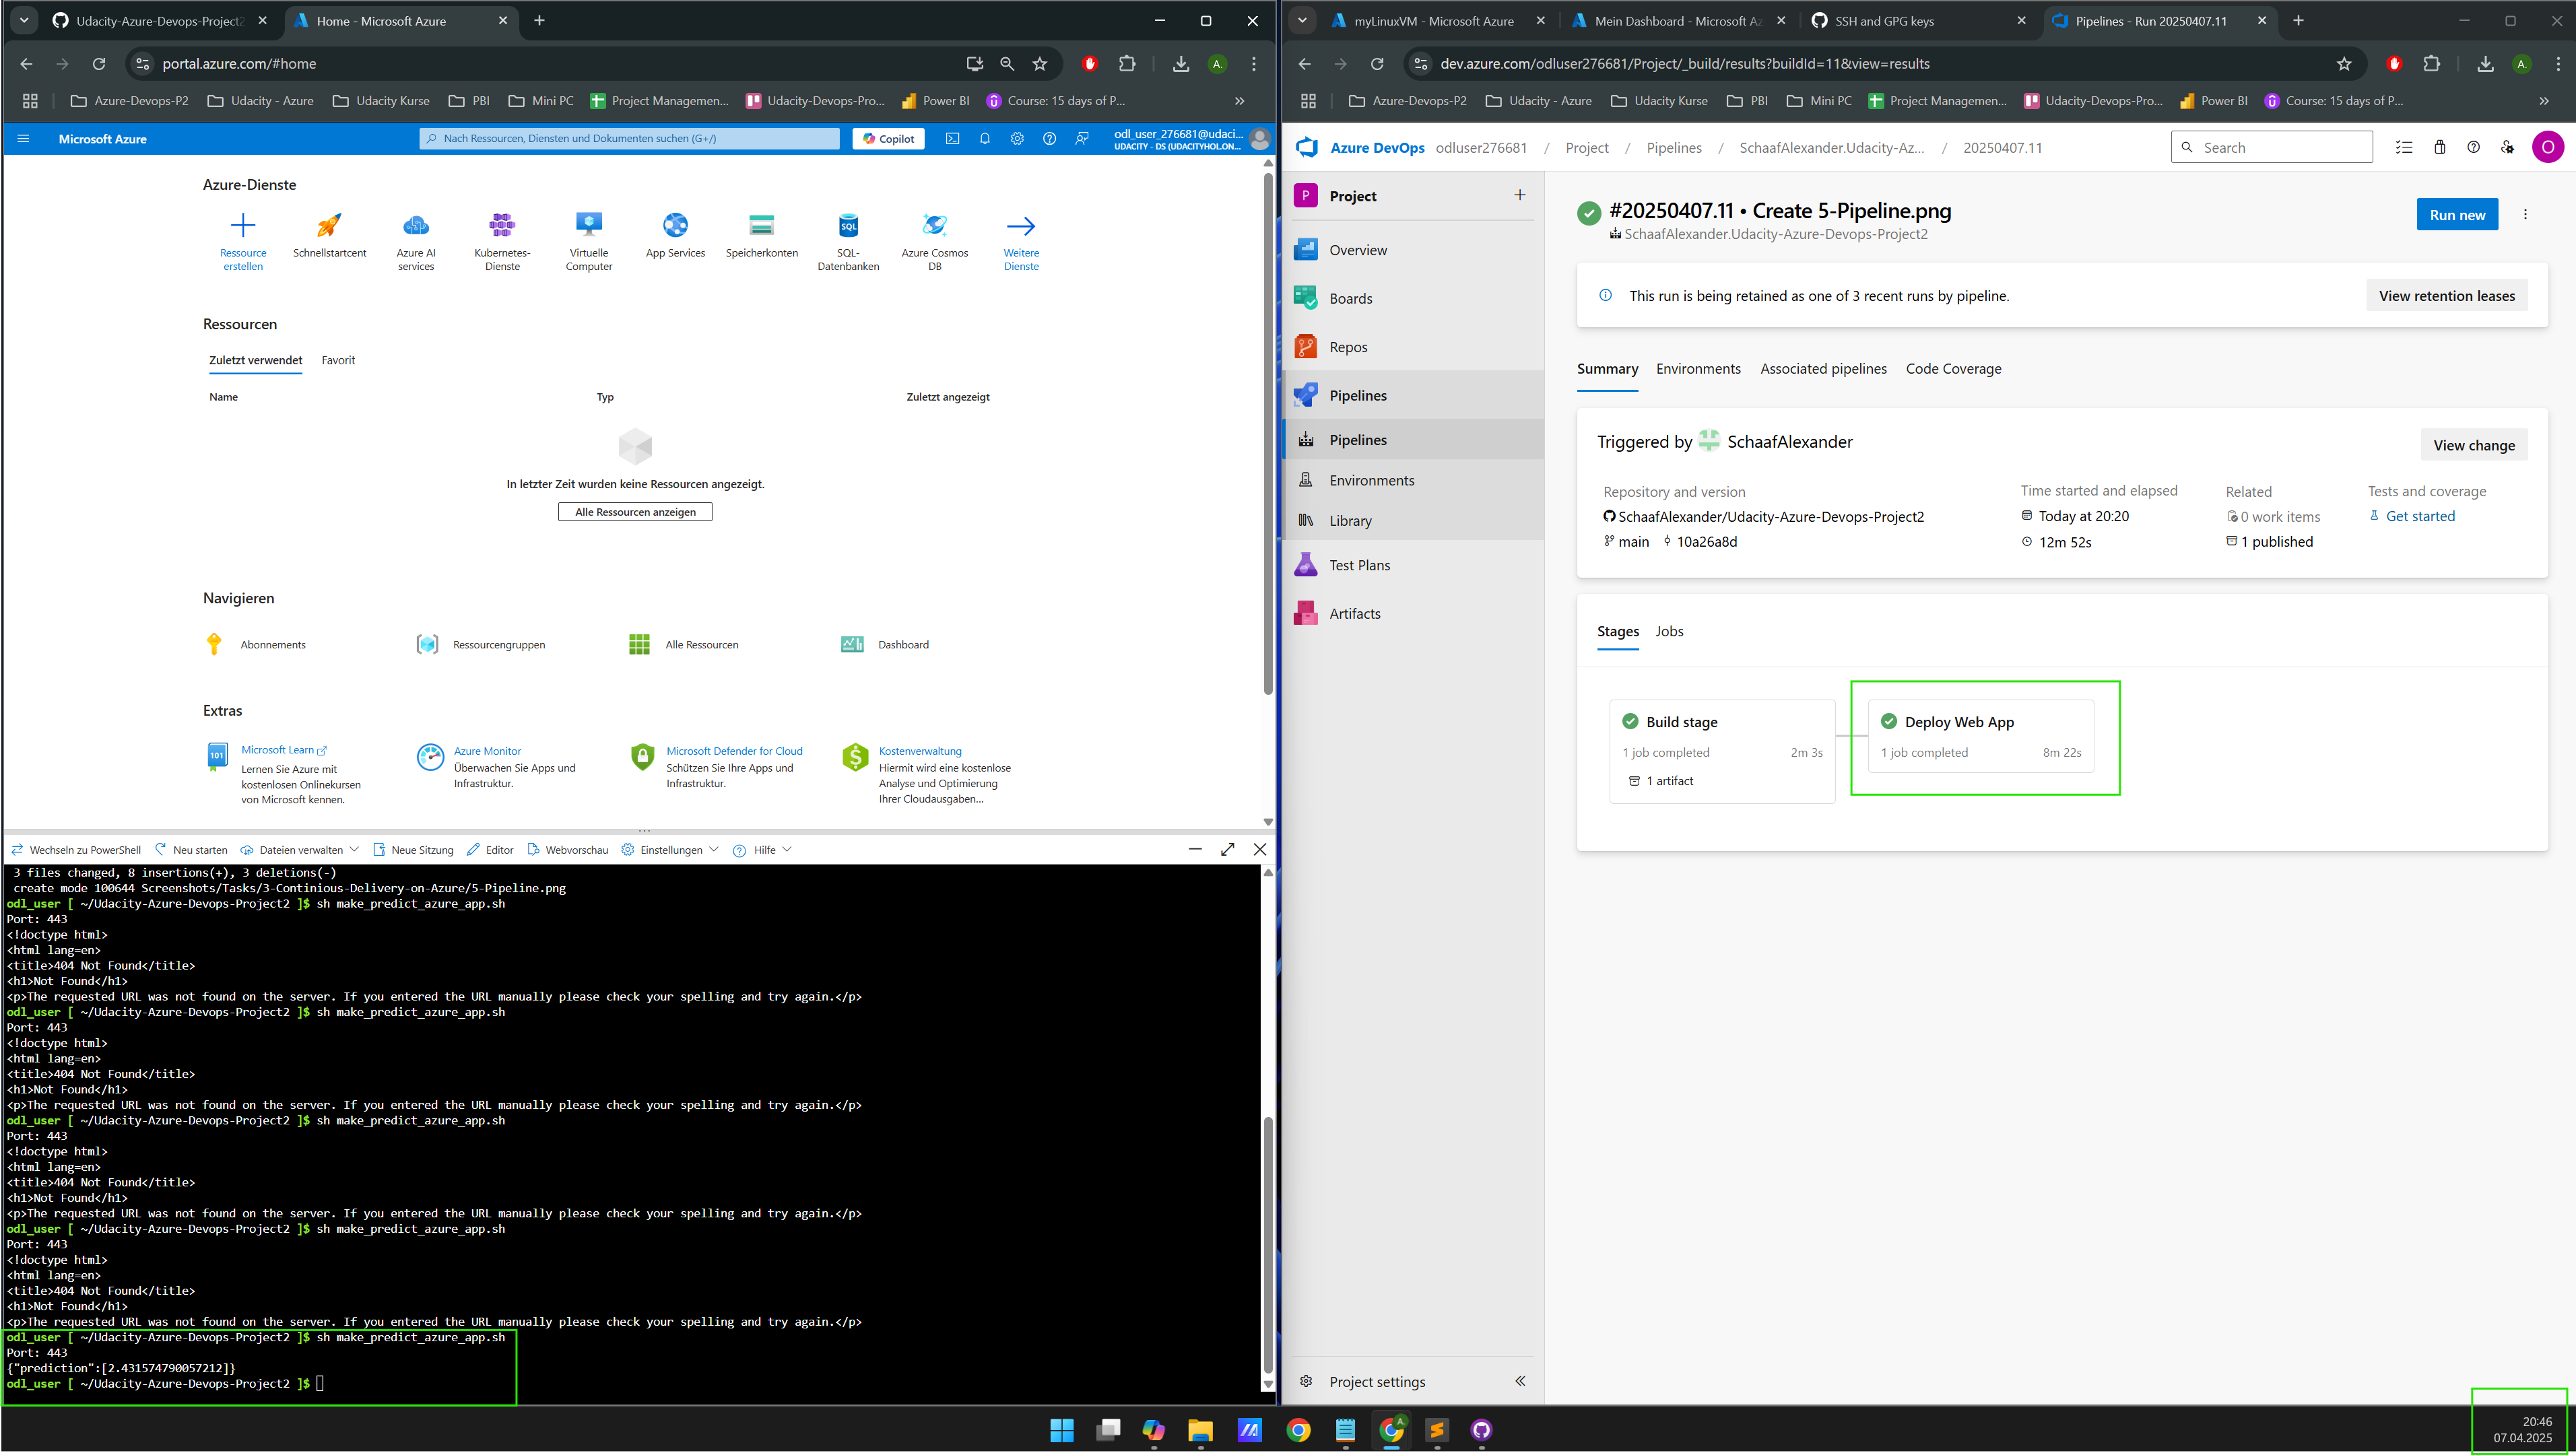 Udacity-Azure-Devops-Project2
Home - Microsoft Azure
portal.azure.com/#home
Azure-Devops-P2
Udacity - Azure
Udacity Kurse
PBI
Mini PC
Project Managemen...
Udacity-Devops-Pro...
Power BI
Course: 15 days of P...
Microsoft Azure
Nach Ressourcen, Diensten und Dokumenten suchen (G+/)
Copilot
odl_user_276681@udaci...
UDACITY - DS (UDACITYHOLON...
Azure-Dienste
Ressource erstellen
Schnellstartcent
Azure AI services
Kubernetes-Dienste
Virtuelle Computer
App Services
Speicherkonten
SQL-Datenbanken
Azure Cosmos DB
Weitere Dienste
Ressourcen
Zuletzt verwendet
Favorit
Name
Typ
Zuletzt angezeigt
In letzter Zeit wurden keine Ressourcen angezeigt.
Alle Ressourcen anzeigen
Navigieren
Abonnements
Ressourcengruppen
Alle Ressourcen
Dashboard
Extras
Microsoft Learn
Lernen Sie Azure mit
kostenlosen Onlinekursen
von Microsoft kennen.
Azure Monitor
Überwachen Sie Apps und
Infrastruktur.
Microsoft Defender for Cloud
Schützen Sie Ihre Apps und
Infrastruktur.
Kostenverwaltung
Hiermit wird eine kostenlose
Analyse und Optimierung
Ihrer Cloudausgaben...
Wechseln zu PowerShell
Neu starten
Dateien verwalten
Neue Sitzung
Editor
Webvorschau
Einstellungen
Hilfe
3 files changed, 8 insertions(+), 3 deletions(-)
create mode 100644 Screenshots/Tasks/3-Continious-Delivery-on-Azure/5-Pipeline.png
odl_user [ ~/Udacity-Azure-Devops-Project2 ]$ sh make_predict_azure_app.sh
Port: 443
<!doctype html>
<html lang=en>
<title>404 Not Found</title>
<h1>Not Found</h1>
<p>The requested URL was not found on the server. If you entered the URL manually please check your spelling and try again.</p>
odl_user [ ~/Udacity-Azure-Devops-Project2 ]$ sh make_predict_azure_app.sh
Port: 443
<!doctype html>
<html lang=en>
<title>404 Not Found</title>
<h1>Not Found</h1>
<p>The requested URL was not found on the server. If you entered the URL manually please check your spelling and try again.</p>
odl_user [ ~/Udacity-Azure-Devops-Project2 ]$ sh make_predict_azure_app.sh
Port: 443
<!doctype html>
<html lang=en>
<title>404 Not Found</title>
<h1>Not Found</h1>
<p>The requested URL was not found on the server. If you entered the URL manually please check your spelling and try again.</p>
odl_user [ ~/Udacity-Azure-Devops-Project2 ]$ sh make_predict_azure_app.sh
Port: 443
<!doctype html>
<html lang=en>
<title>404 Not Found</title>
<h1>Not Found</h1>
<p>The requested URL was not found on the server. If you entered the URL manually please check your spelling and try again.</p>
odl_user [ ~/Udacity-Azure-Devops-Project2 ]$ sh make_predict_azure_app.sh
Port: 443
{"prediction":[2.431574790057212]}
odl_user [ ~/Udacity-Azure-Devops-Project2 ]$
myLinuxVM - Microsoft Azure
Mein Dashboard - Microsoft Az
SSH and GPG keys
Pipelines - Run 20250407.11
dev.azure.com/odluser276681/Project/_build/results?buildId=11&view=results
Azure-Devops-P2
Udacity - Azure
Udacity Kurse
PBI
Mini PC
Project Managemen...
Udacity-Devops-Pro...
Power BI
Course: 15 days of P...
Azure DevOps
odluser276681 / Project / Pipelines / SchaafAlexander.Udacity-Az... / 20250407.11
Search
O
P
Project
Overview
Boards
Repos
Pipelines
Pipelines
Environments
Library
Test Plans
Artifacts
Project settings
#20250407.11 • Create 5-Pipeline.png
SchaafAlexander.Udacity-Azure-Devops-Project2
Run new
This run is being retained as one of 3 recent runs by pipeline.
View retention leases
Summary
Environments
Associated pipelines
Code Coverage
Triggered by SchaafAlexander
View change
Repository and version
SchaafAlexander/Udacity-Azure-Devops-Project2
main 10a26a8d
Time started and elapsed
Today at 20:20
12m 52s
Related
0 work items
1 published
Tests and coverage
Get started
Stages
Jobs
Build stage
1 job completed 2m 3s
1 artifact
Deploy Web App
1 job completed 8m 22s
20:46
07.04.2025